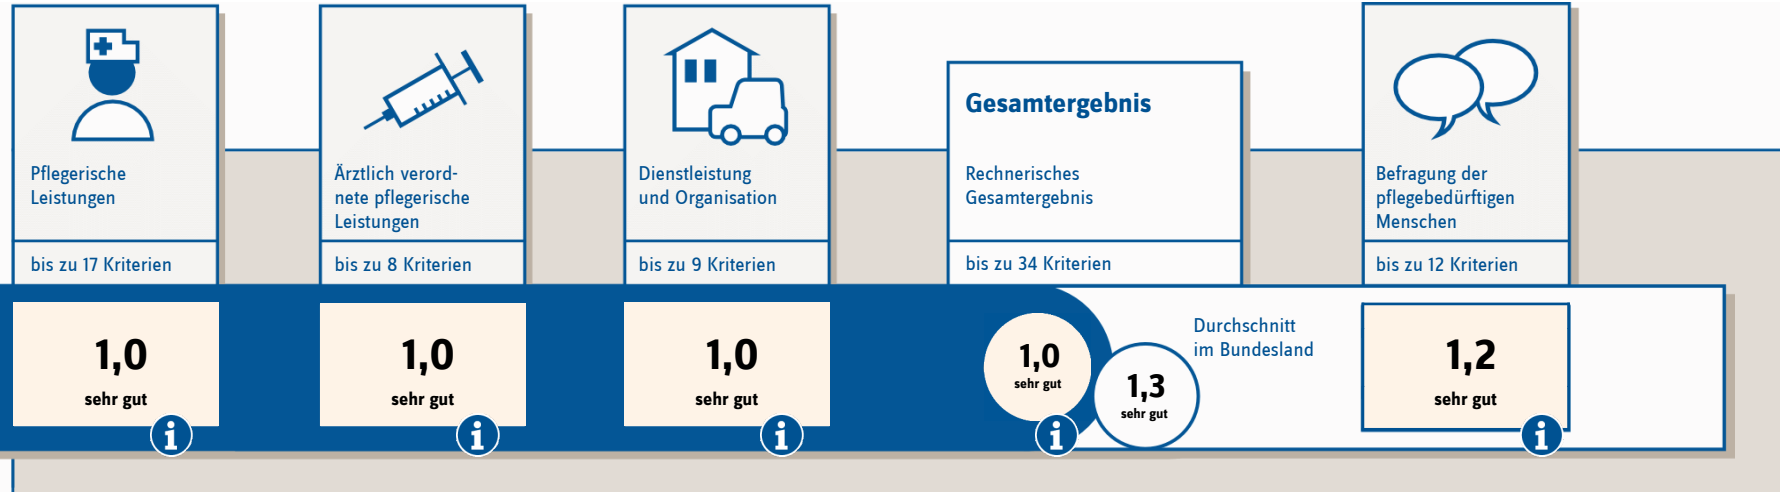 Pflegerische
Leistungen
bis zu 17 Kriterien
1,0
sehr gut
i
Ärztlich verord-
nete pflegerische
Leistungen
bis zu 8 Kriterien
1,0
sehr gut
i
Dienstleistung
und Organisation
bis zu 9 Kriterien
1,0
sehr gut
i
Gesamtergebnis
Rechnerisches
Gesamtergebnis
bis zu 34 Kriterien
1,0
sehr gut
i
1,3
sehr gut
Durchschnitt
im Bundesland
Befragung der
pflegebedürftigen
Menschen
bis zu 12 Kriterien
1,2
sehr gut
i